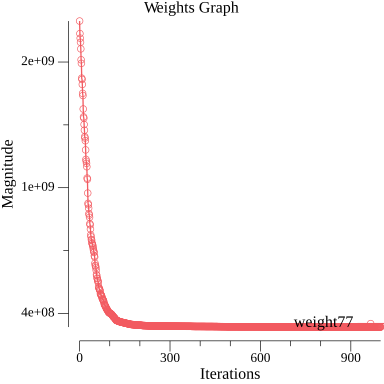 Weights Graph
2e+09
1e+09
4e+08
Magnitude
weight77
0 300 600 900
Iterations